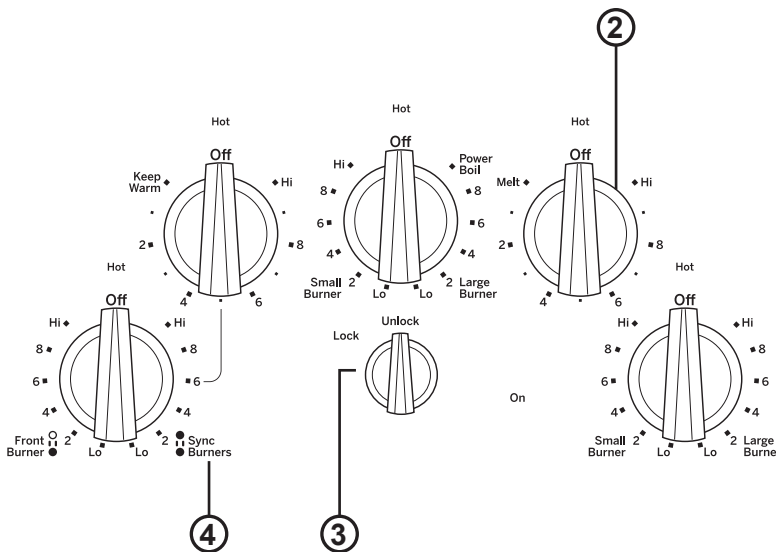 2
Hot
Off
Keep
Warm
Hi
2
8
4
6
Hot
Off
Hi
Power
Boil
8
8
6
6
4
4
Small
Burner
2
2
Large
Burner
Lo
Lo
Hot
Off
Melt
Hi
2
8
4
6
Hot
Off
Hi
Hi
8
8
6
6
4
4
Front
Burner
2
2
Sync
Burners
Lo
Lo
Unlock
Lock
On
Hot
Off
Hi
Hi
8
8
6
6
4
4
Small
Burner
2
2
Large
Burne
Lo
Lo
4
3